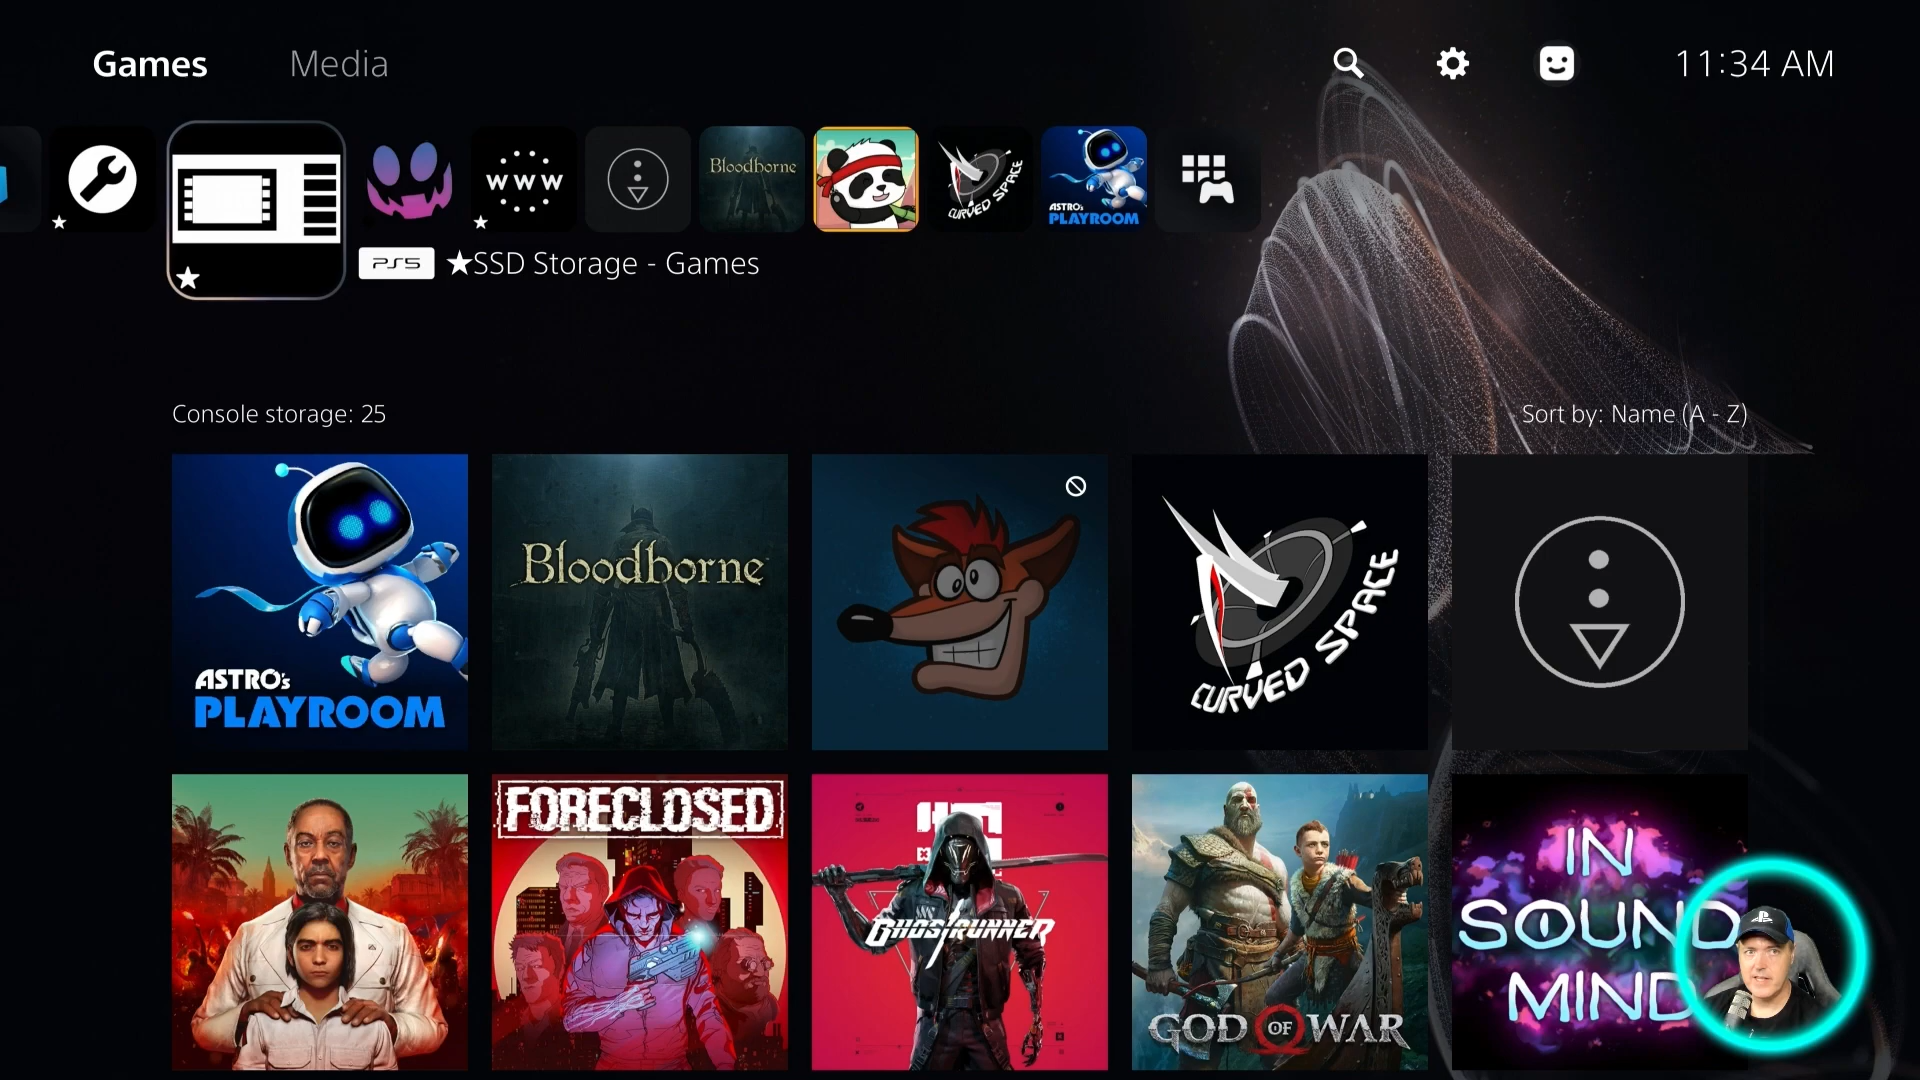 Games
Media
11:34 AM
www
Bloodborne
CURVED SPACE
ASTRO's
PLAYROOM
PS5
★SSD Storage - Games
Console storage: 25
Sort by: Name (A - Z)
ASTRO's
PLAYROOM
Bloodborne
CURVED SPACE
FORECLOSED
GHOSTRUNNER
GOD OF WAR
IN
SOUND
MIND